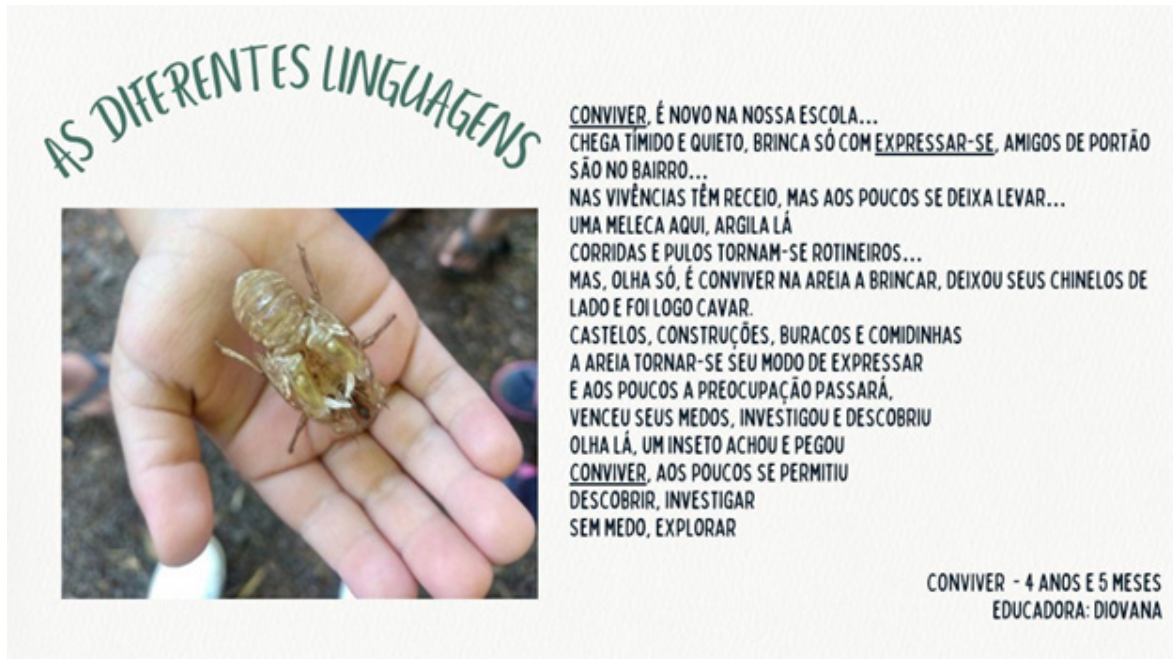 AS DIFERENTES LINGUAGENS
CONVIVER, É NOVO NA NOSSA ESCOLA...
CHEGA TÍMIDO E QUIETO, BRINCA SÓ COM EXPRESSAR-SE, AMIGOS DE PORTÃO
SÃO NO BAIRRO...
NAS VIVÊNCIAS TÊM RECEIO, MAS AOS POUCOS SE DEIXA LEVAR...
UMA MELECA AQUI, ARGILA LÁ
CORRIDAS E PULOS TORNAM-SE ROTINEIROS...
MAS, OLHA SÓ, É CONVIVER NA AREIA A BRINCAR, DEIXOU SEUS CHINELOS DE
LADO E FOI LOGO CAVAR.
CASTELOS, CONSTRUÇÕES, BURACOS E COMIDINHAS
A AREIA TORNAR-SE SEU MODO DE EXPRESSAR
E AOS POUCOS A PREOCUPAÇÃO PASSARÁ,
VENCEU SEUS MEDOS, INVESTIGOU E DESCOBRIU
OLHA LÁ, UM INSETO ACHOU E PEGOU
CONVIVER, AOS POUCOS SE PERMITIU
DESCOBRIR, INVESTIGAR
SEM MEDO, EXPLORAR
CONVIVER - 4 ANOS E 5 MESES
EDUCADORA: DIOVANA